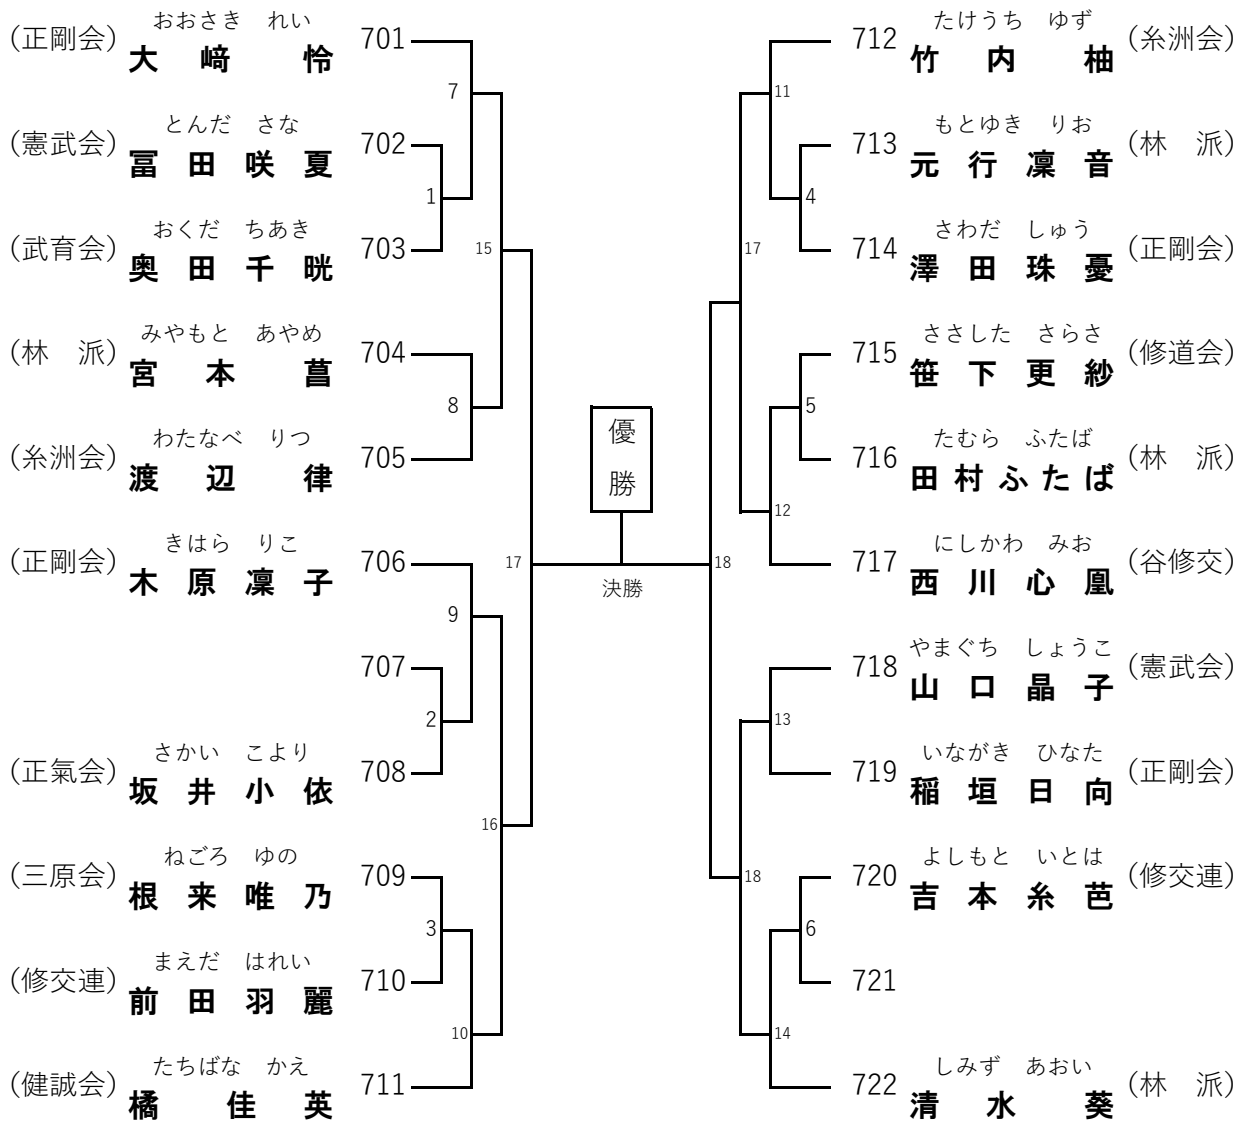 おおさき れい
(正剛会) 大﨑怜 701
とんだ さな
(憲武会) 冨田咲夏 702
おくだ ちあき
(武育会) 奥田千晄 703
みやもと あやめ
(林 派) 宮本菖 704
わたなべ りつ
(糸洲会) 渡辺律 705
きはら りこ
(正剛会) 木原凜子 706
707
さかい こより
(正氣会) 坂井小依 708
ねごろ ゆの
(三原会) 根来唯乃 709
まえだ はれい
(修交連) 前田羽麗 710
たちばな かえ
(健誠会) 橘佳英 711
7
1
15
8
17
9
2
16
3
10
優
勝
決勝
11
4
17
5
12
18
13
18
6
14
たけうち ゆず
712 竹内柚 (糸洲会)
もとゆき りお
713 元行凜音 (林 派)
さわだ しゅう
714 澤田珠憂 (正剛会)
ささした さらさ
715 笹下更紗 (修道会)
たむら ふたば
716 田村ふたば (林 派)
にしかわ みお
717 西川心凰 (谷修交)
やまぐち しょうこ
718 山口晶子 (憲武会)
いながき ひなた
719 稲垣日向 (正剛会)
よしもと いとは
720 吉本糸芭 (修交連)
721
しみず あおい
722 清水葵 (林 派)